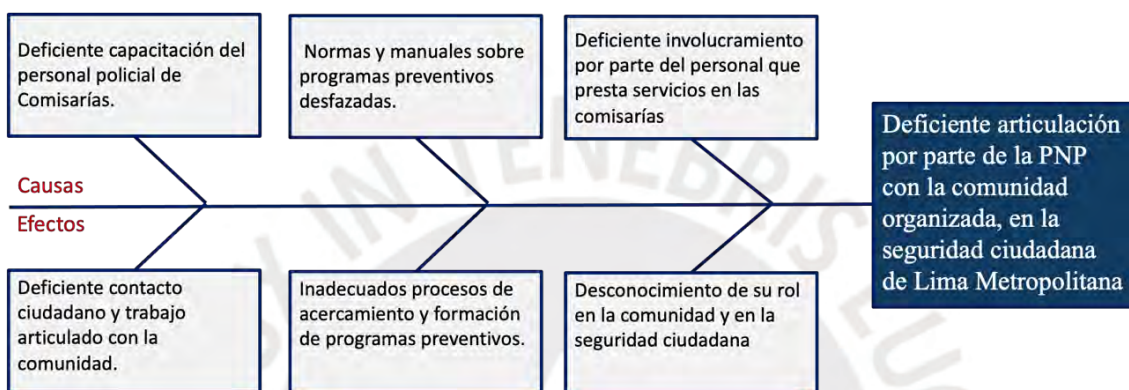 Deficiente capacitación del
personal policial de
Comisarías.
Normas y manuales sobre
programas preventivos
desfazadas.
Deficiente involucramiento
por parte del personal que
presta servicios en las
comisarías
Deficiente articulación
por parte de la PNP
con la comunidad
organizada, en la
seguridad ciudadana
de Lima Metropolitana
Causas
Efectos
Deficiente contacto
ciudadano y trabajo
articulado con la
comunidad.
Inadecuados procesos de
acercamiento y formación
de programas preventivos.
Desconocimiento de su rol
en la comunidad y en la
seguridad ciudadana
IN TENEBRIS